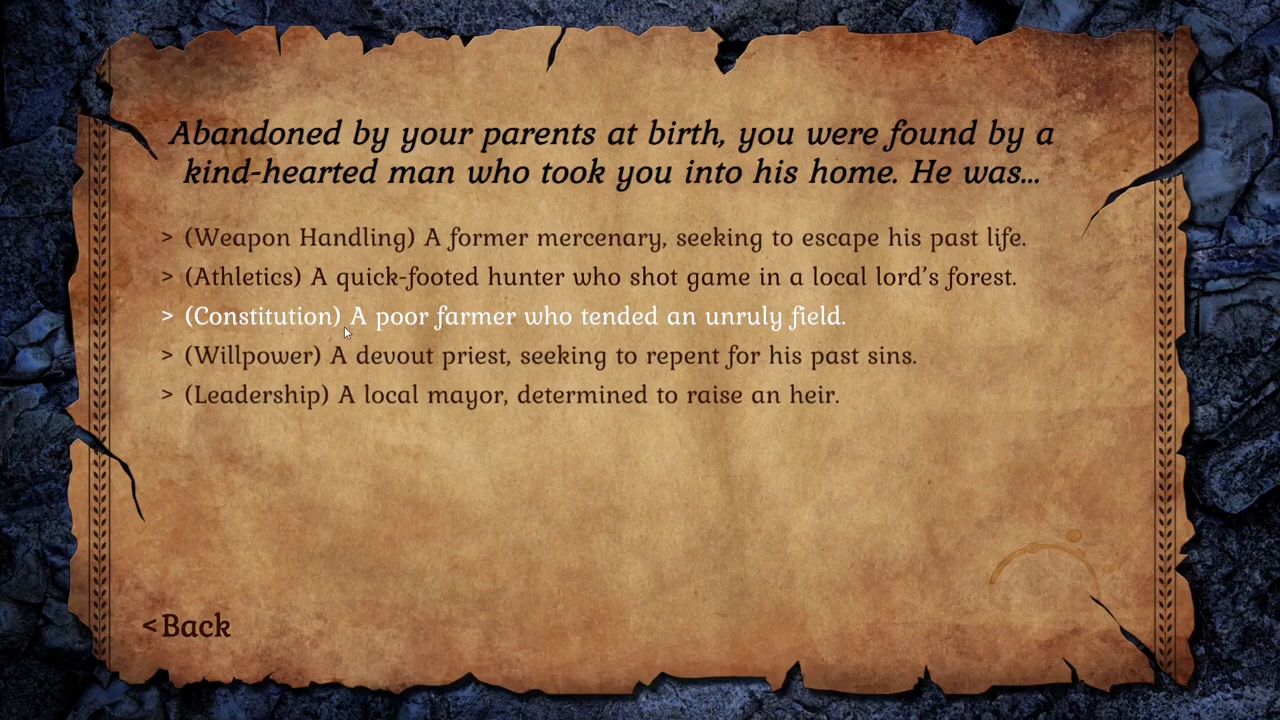 Abandoned by your parents at birth, you were found by a
kind-hearted man who took you into his home. He was...
> (Weapon Handling) A former mercenary, seeking to escape his past life.
> (Athletics) A quick-footed hunter who shot game in a local lord's forest.
> (Constitution) A poor farmer who tended an unruly field.
> (Willpower) A devout priest, seeking to repent for his past sins.
> (Leadership) A local mayor, determined to raise an heir.
<Back